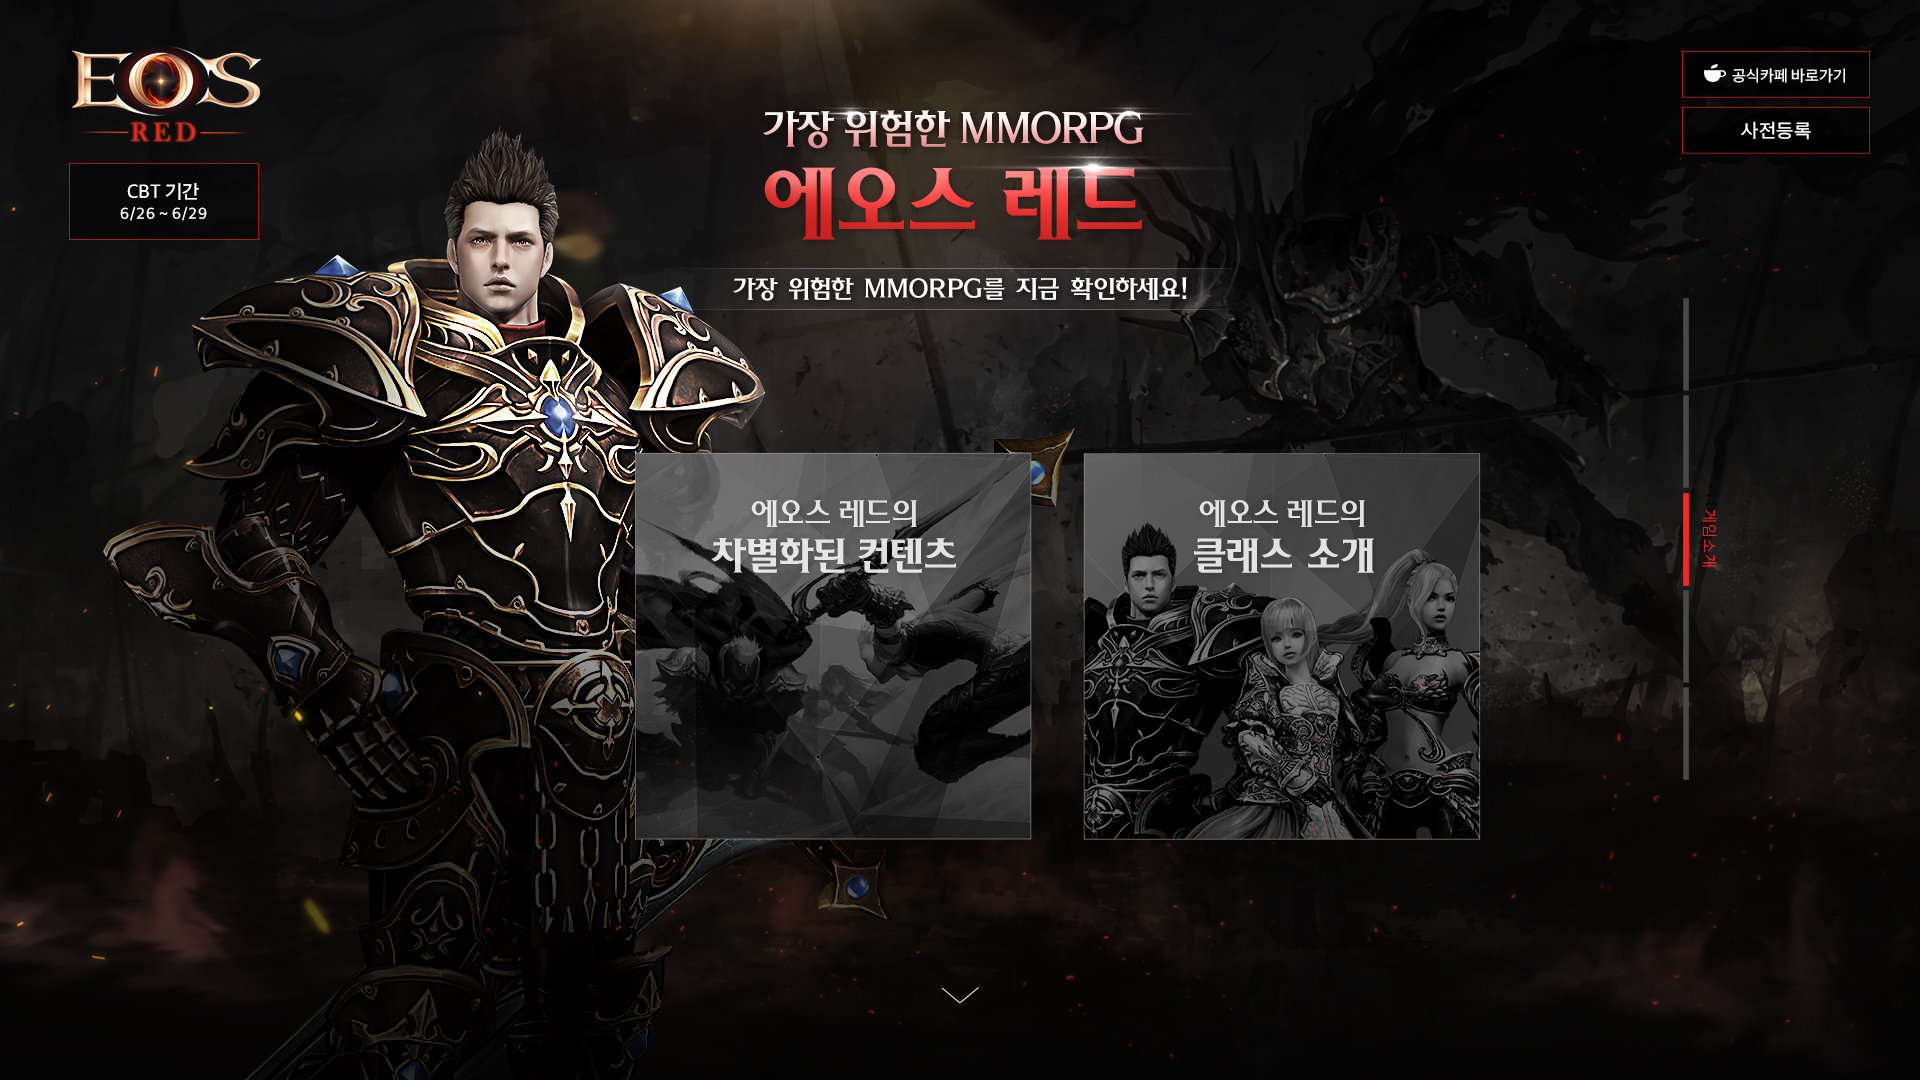 EOS
RED
CBT 기간
6/26 ~ 6/29
가장 위험한 MMORPG
에오스 레드
가장 위험한 MMORPG를 지금 확인하세요!
공식카페 바로가기
사전등록
에오스 레드의
차별화된 컨텐츠
에오스 레드의
클래스 소개
게임소개